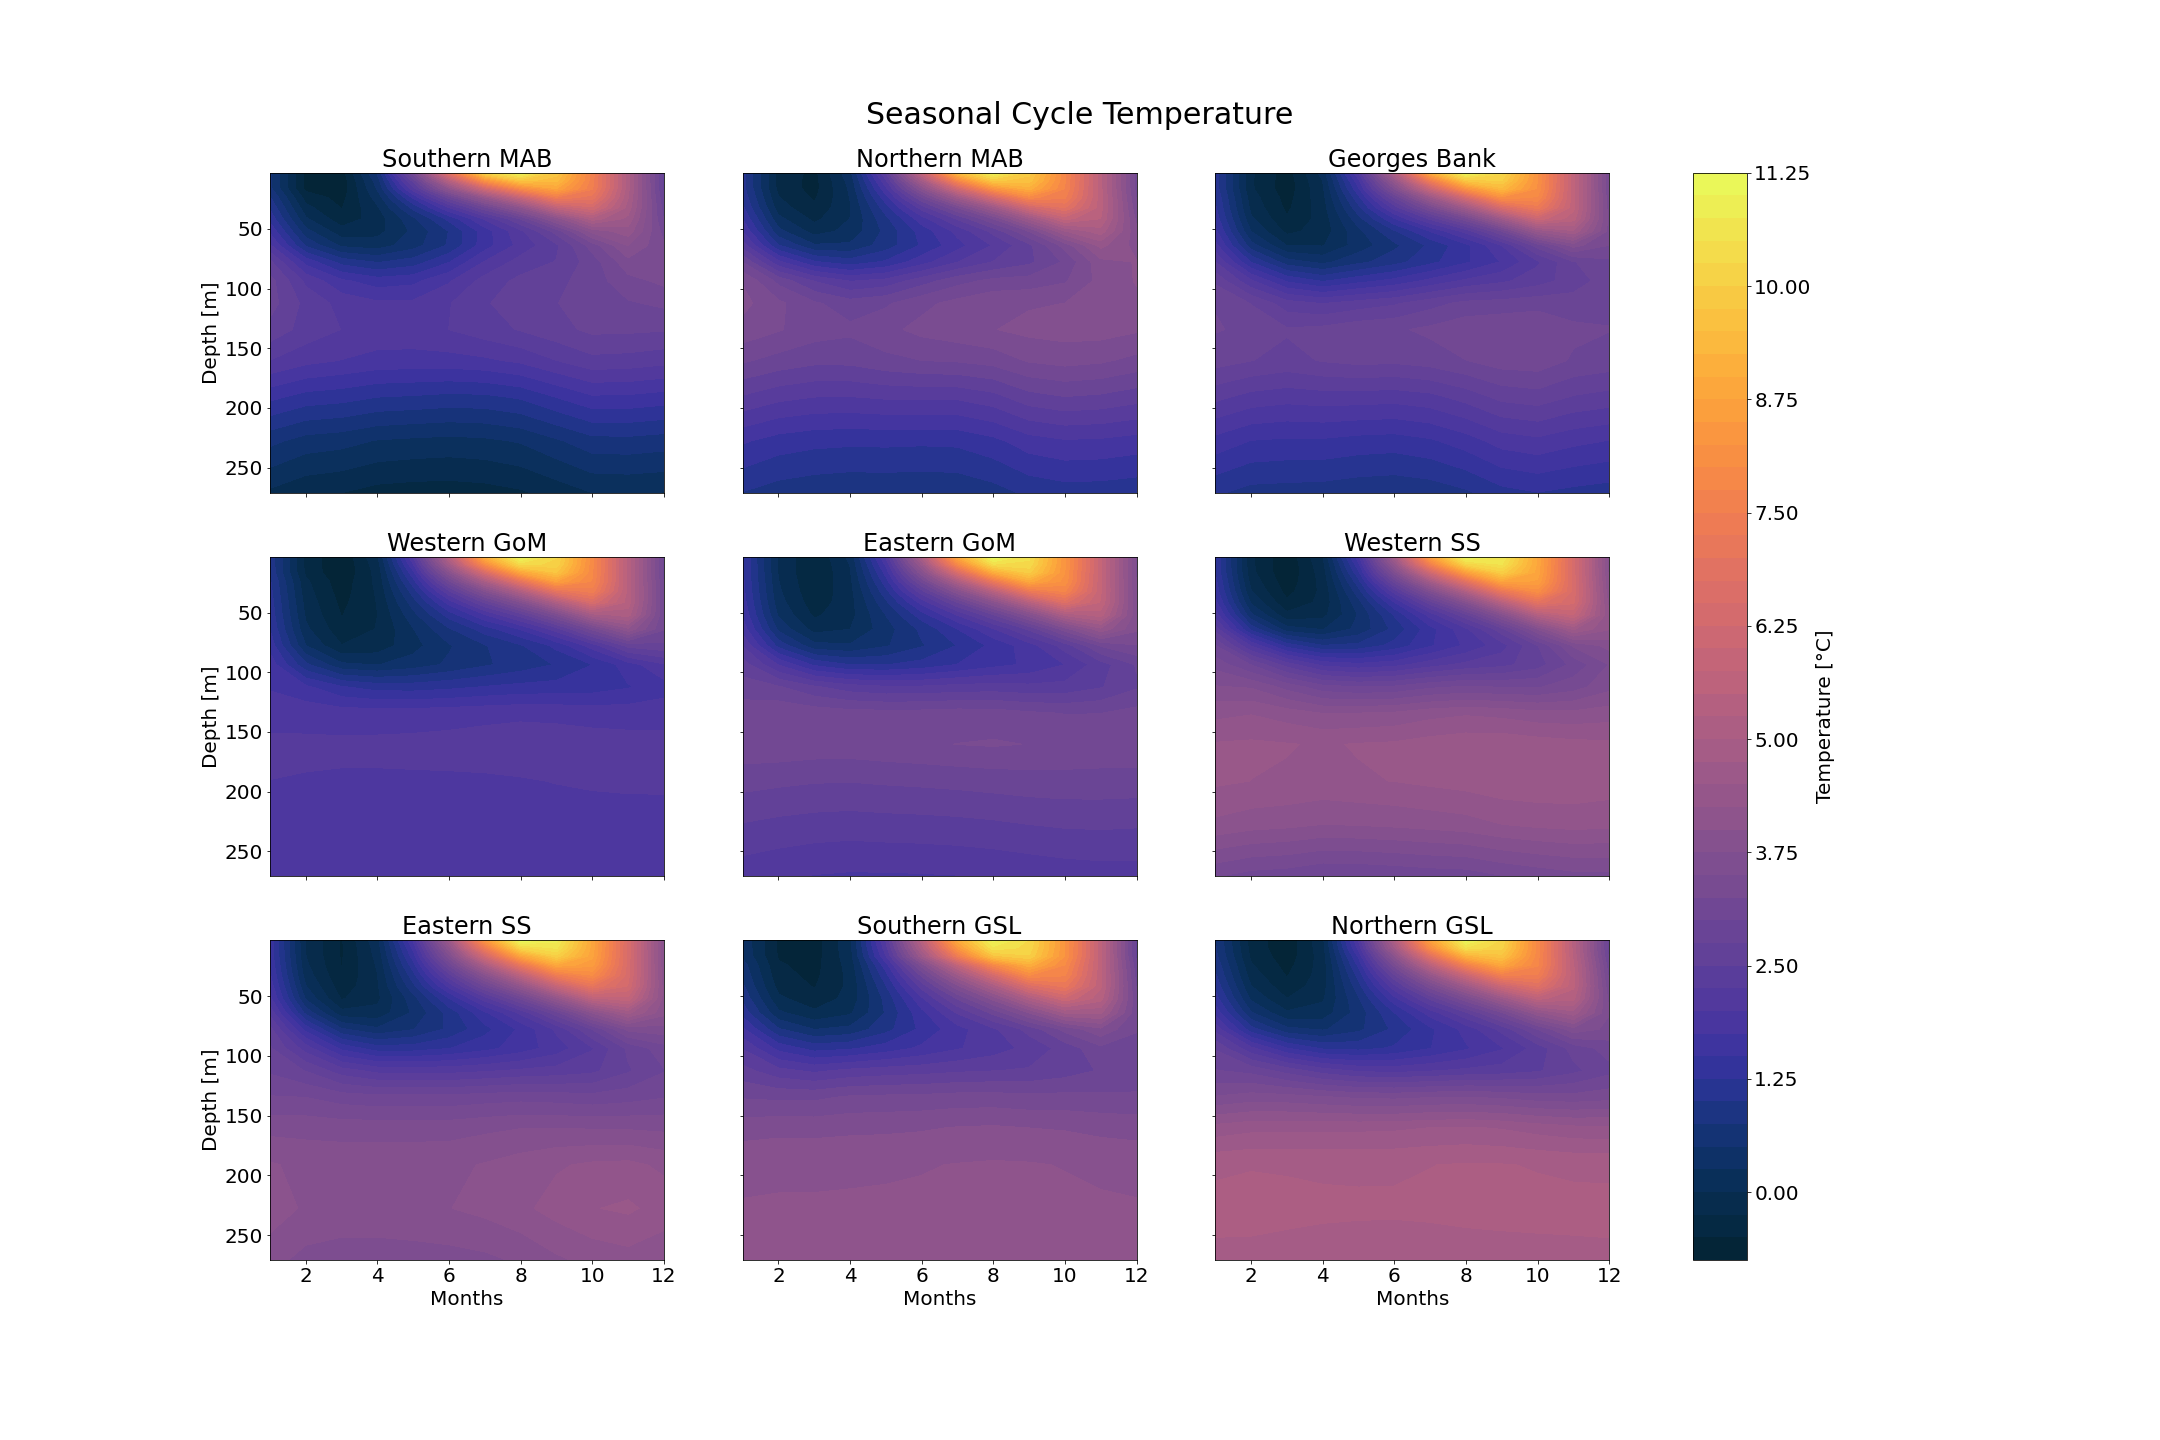 Seasonal Cycle Temperature
Southern MAB
Northern MAB
Georges Bank
Depth [m]
50
100
150
200
250
Western GoM
Eastern GoM
Western SS
Depth [m]
50
100
150
200
250
Eastern SS
Southern GSL
Northern GSL
Depth [m]
50
100
150
200
250
2 4 6 8 10 12
Months
2 4 6 8 10 12
Months
2 4 6 8 10 12
Months
11.25
10.00
8.75
7.50
6.25
5.00
3.75
2.50
1.25
0.00
Temperature [°C]